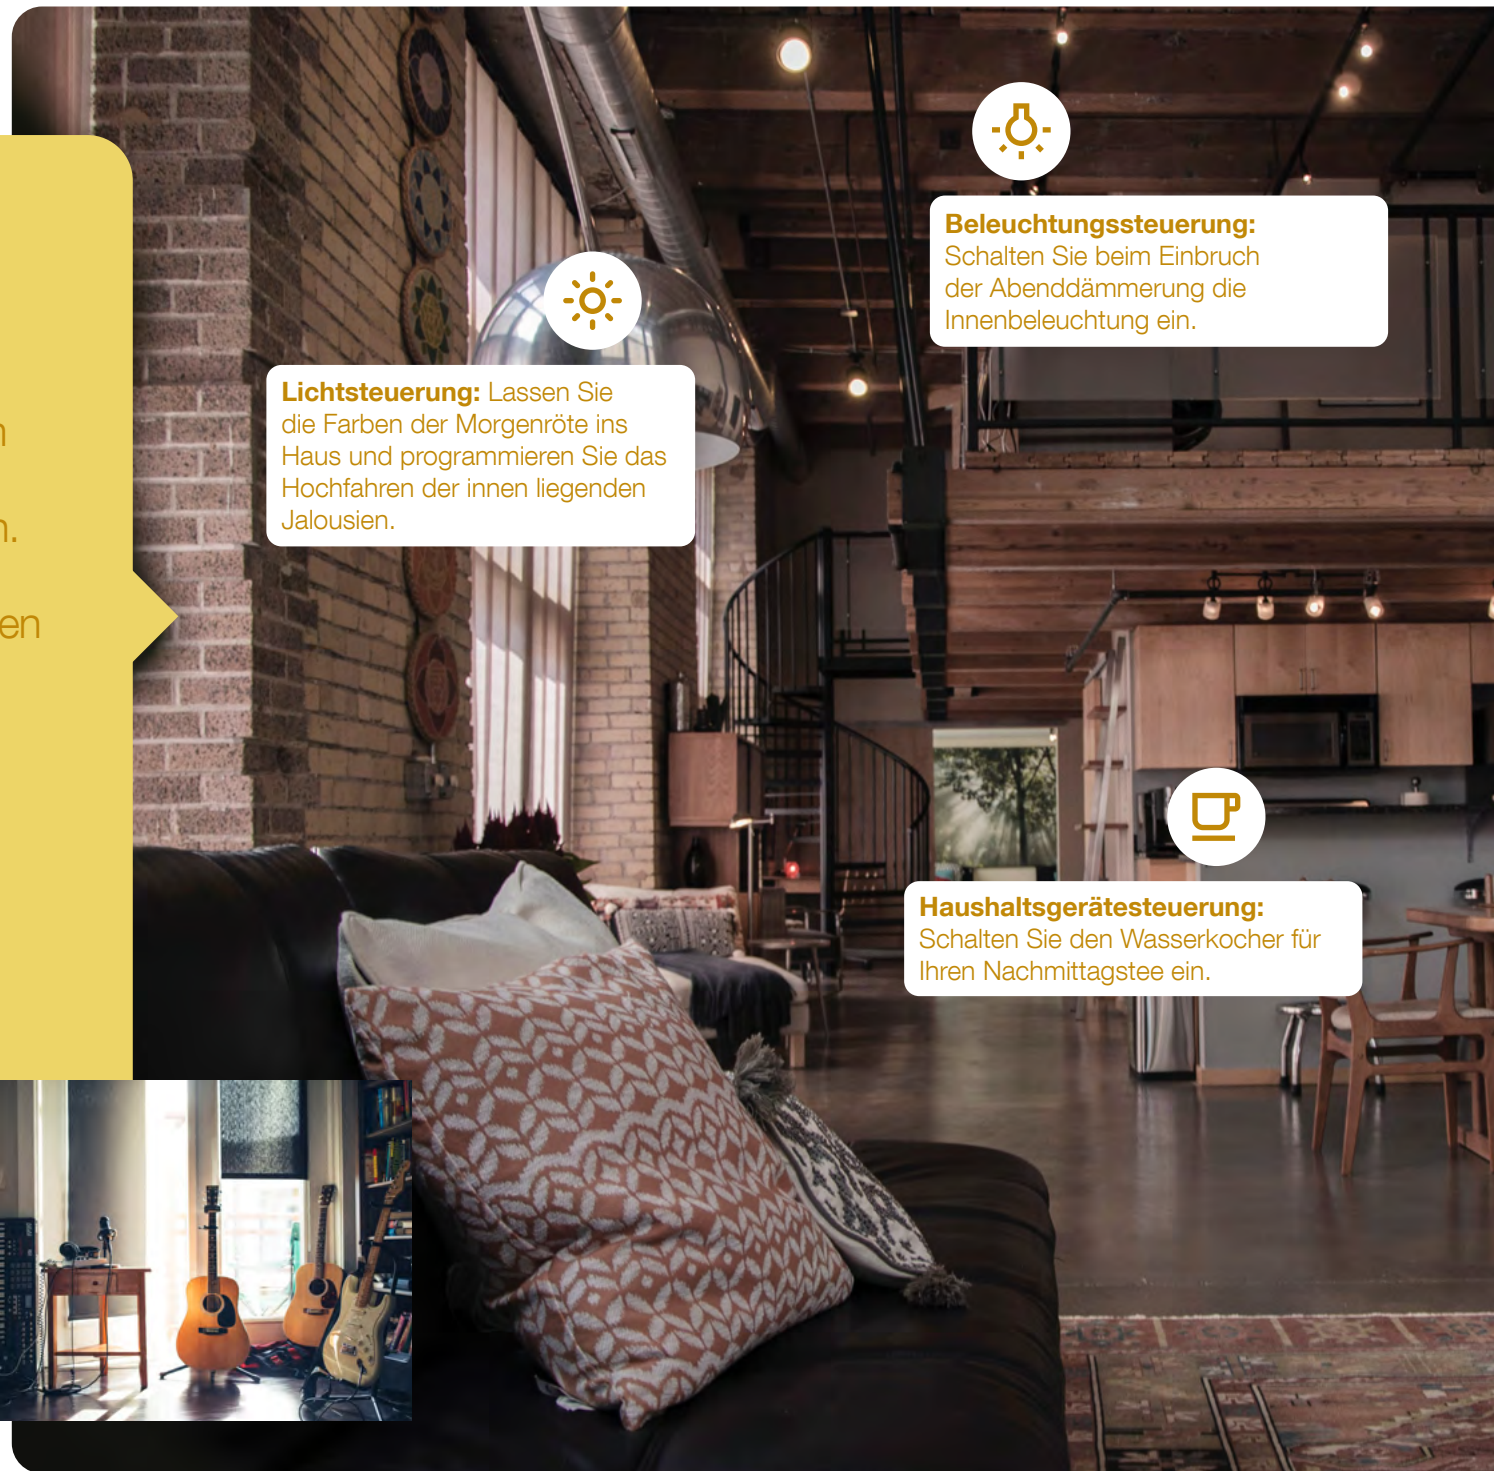 Beleuchtungssteuerung:
Schalten Sie beim Einbruch
der Abenddämmerung die
Innenbeleuchtung ein.
Lichtsteuerung: Lassen Sie
die Farben der Morgenröte ins
Haus und programmieren Sie das
Hochfahren der innen liegenden
Jalousien.
Haushaltsgerätesteuerung:
Schalten Sie den Wasserkocher für
Ihren Nachmittagstee ein.